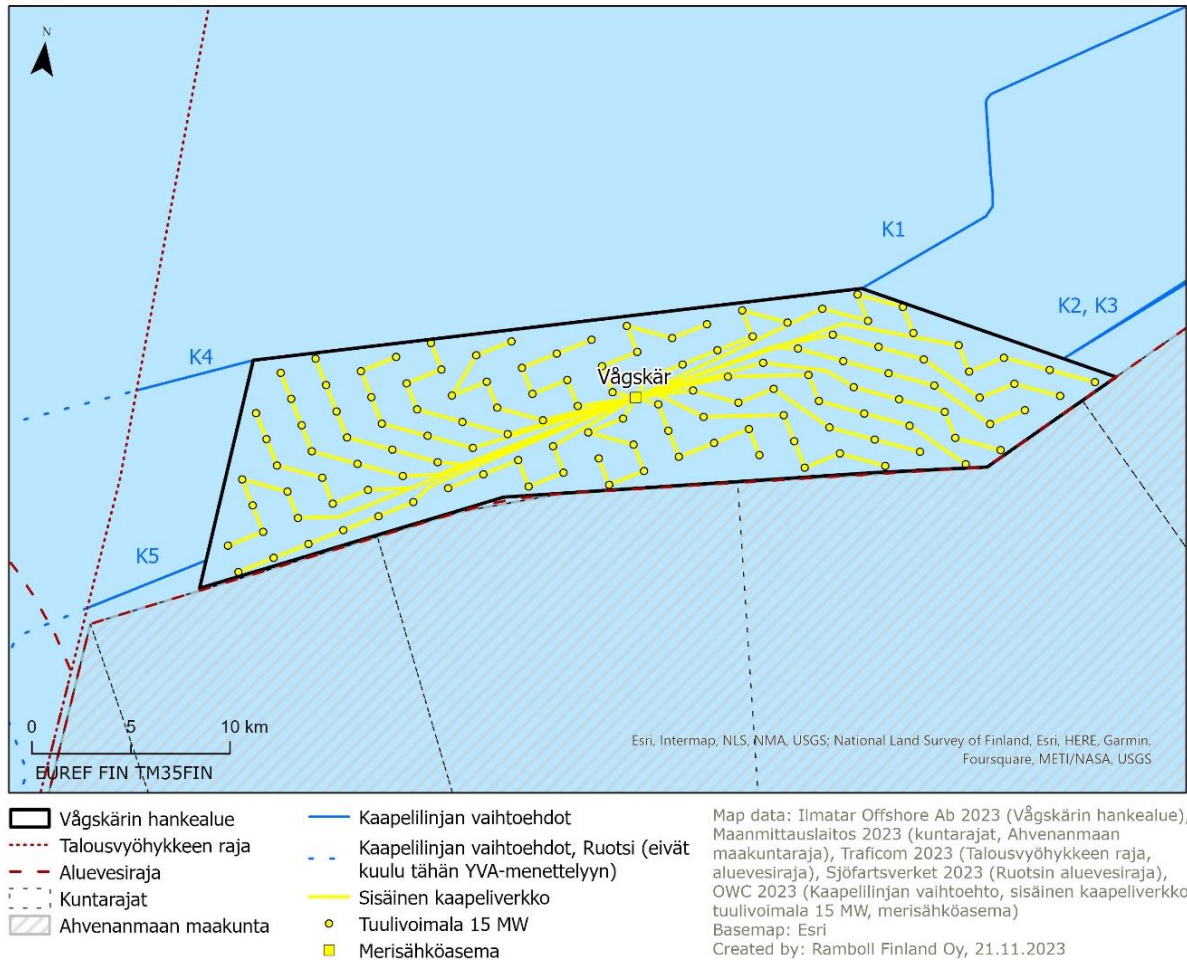 N
K1
K2, K3
K4
Vågskär
K5
0 5 10 km
EUREF FIN TM35FIN
Esri, Intermap, NLS, NMA, USGS; National Land Survey of Finland, Esri, HERE, Garmin,
Foursquare, METI/NASA, USGS
Vågskärin hankealue
Talousvyöhykkeen raja
Aluevesiraja
Kuntarajat
Ahvenanmaan maakunta
Kaapelilinjan vaihtoehdot
Kaapelilinjan vaihtoehdot, Ruotsi (eivät
kuulu tähän YVA-menettelyyn)
Sisäinen kaapeliverkko
Tuulivoimala 15 MW
Merisähköasema
Map data: Ilmatar Offshore Ab 2023 (Vågskärin hankealue),
Maanmittauslaitos 2023 (kuntarajat, Ahvenanmaan
maakuntaraja), Traficom 2023 (Talousvyöhykkeen raja,
aluevesiraja), Sjöfartsverket 2023 (Ruotsin aluevesiraja),
OWC 2023 (Kaapelilinjan vaihtoehto, sisäinen kaapeliverkko
tuulivoimala 15 MW, merisähköasema)
Basemap: Esri
Created by: Ramboll Finland Oy, 21.11.2023